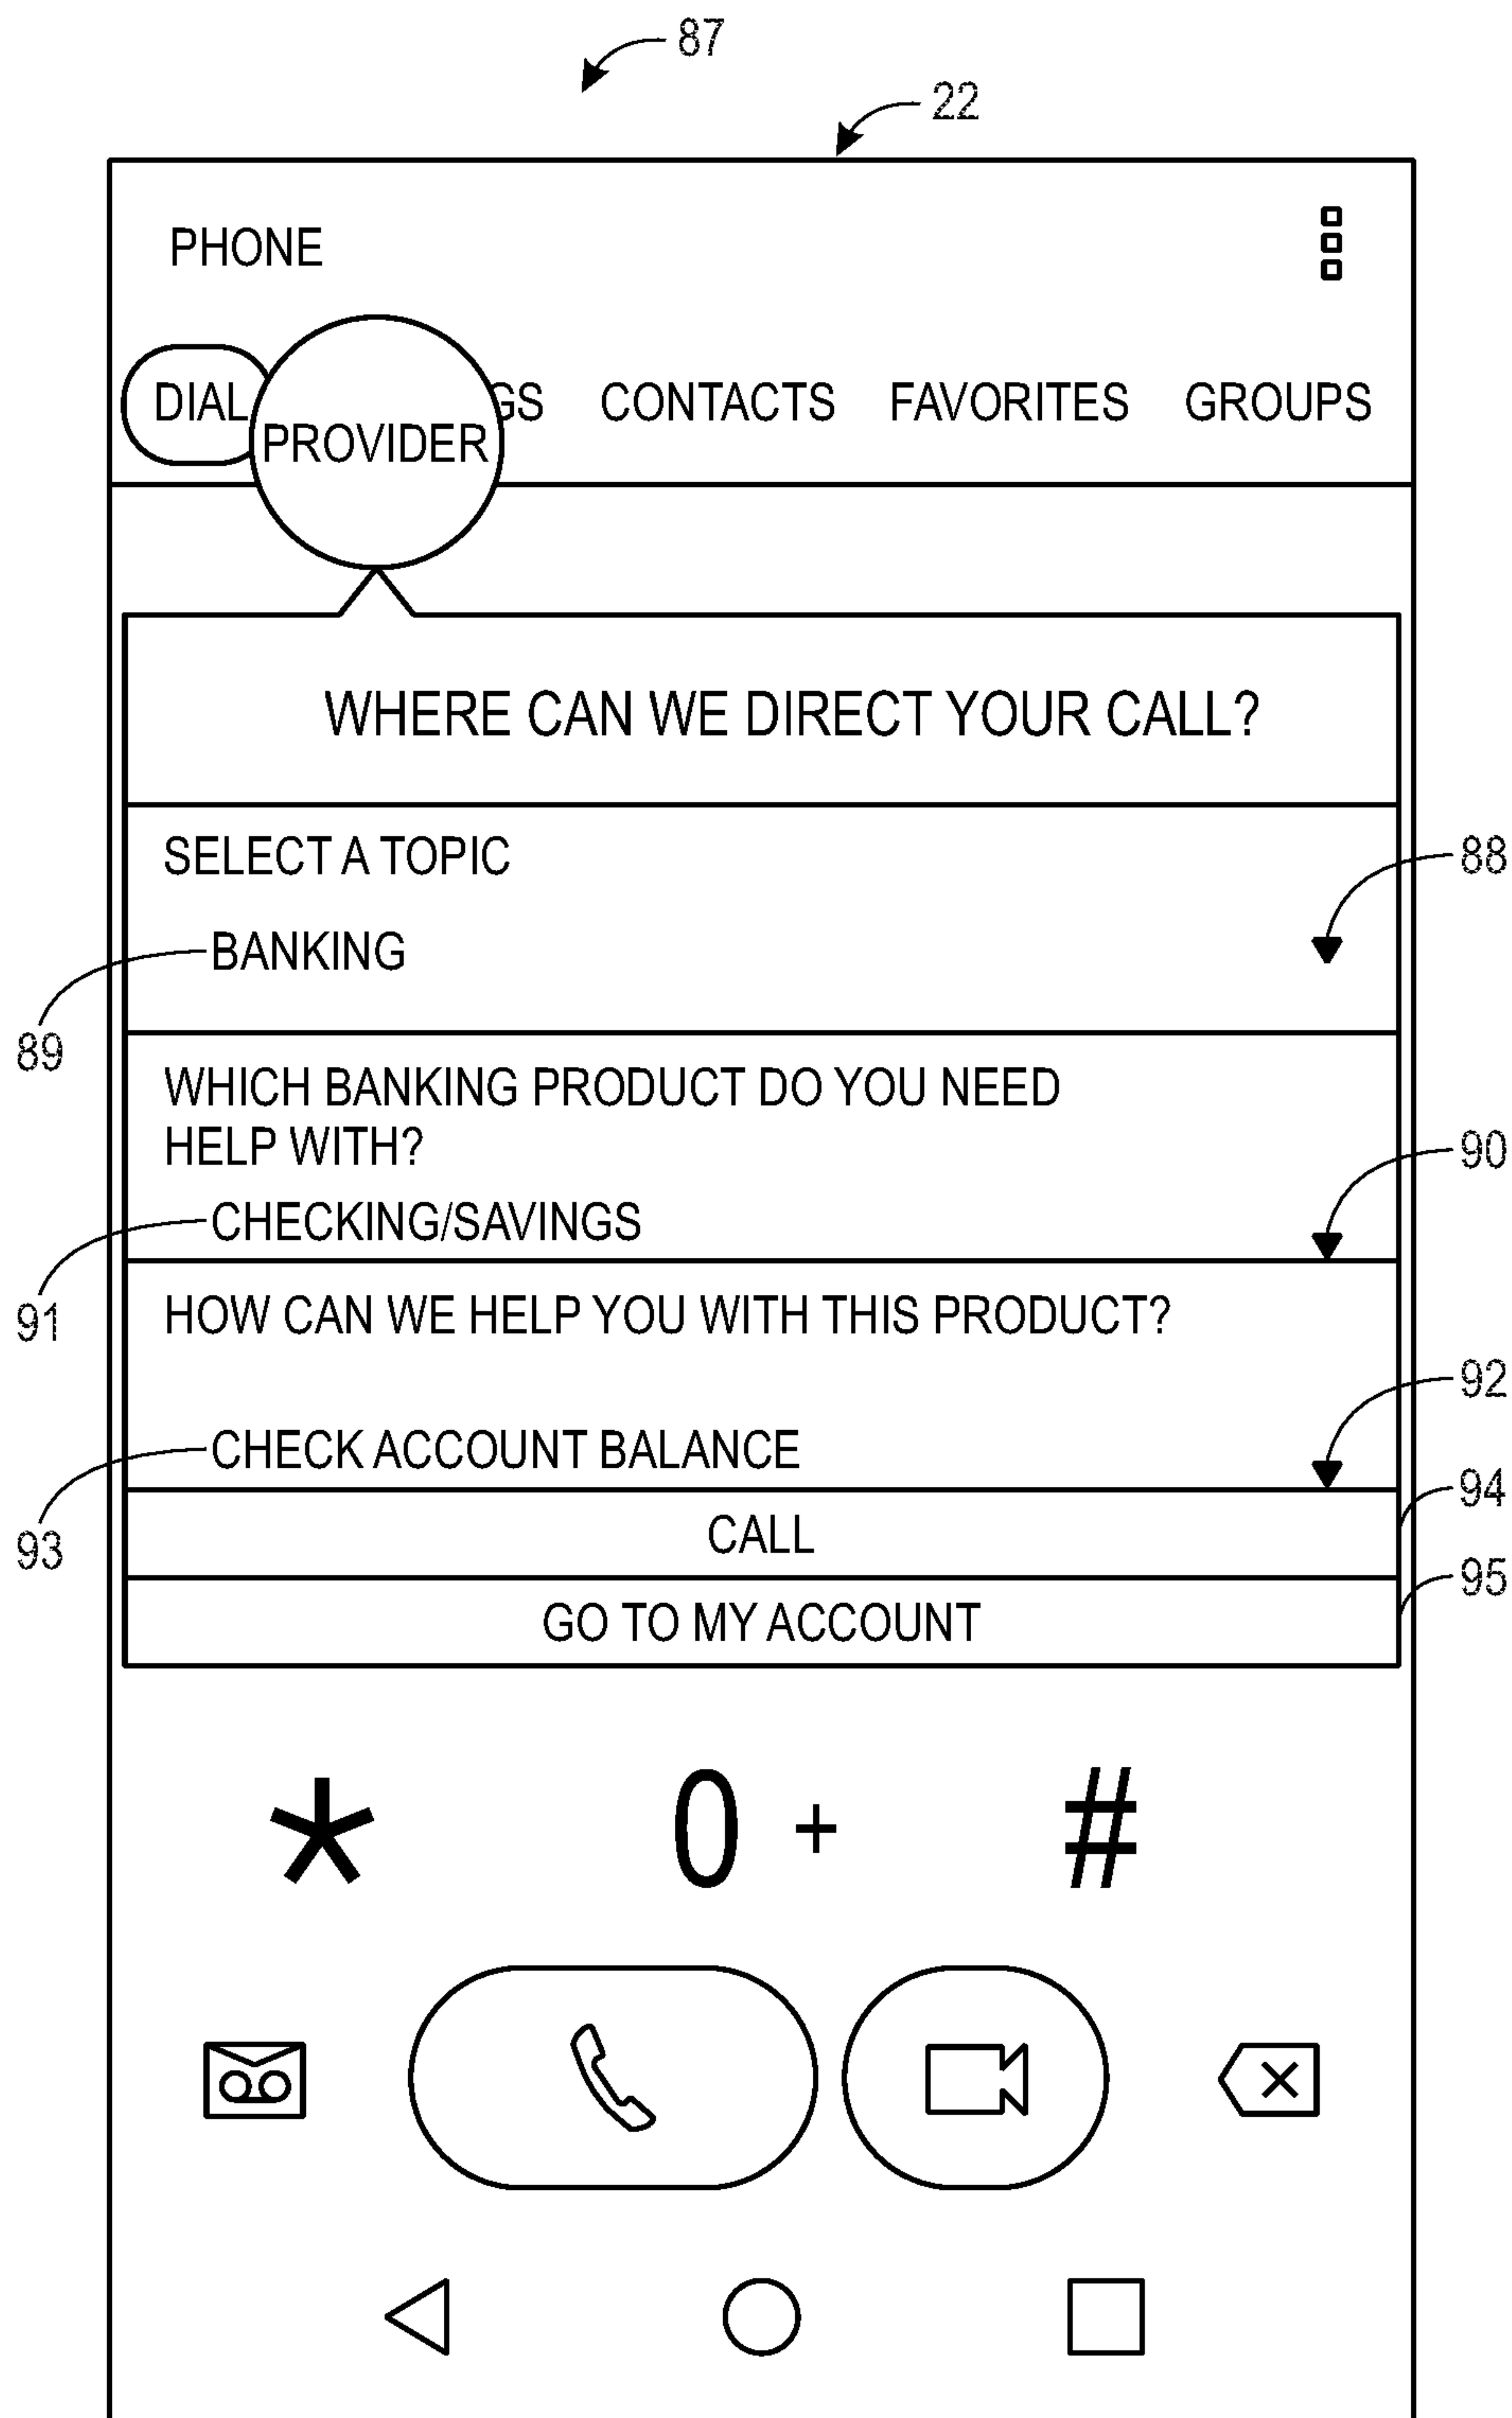 87
22
PHONE
DIAL
PROVIDER
GS CONTACTS FAVORITES GROUPS
WHERE CAN WE DIRECT YOUR CALL?
SELECT A TOPIC
88
BANKING
89
WHICH BANKING PRODUCT DO YOU NEED
HELP WITH?
90
CHECKING/SAVINGS
91
HOW CAN WE HELP YOU WITH THIS PRODUCT?
92
CHECK ACCOUNT BALANCE
93
94
CALL
95
GO TO MY ACCOUNT
* 0 + #